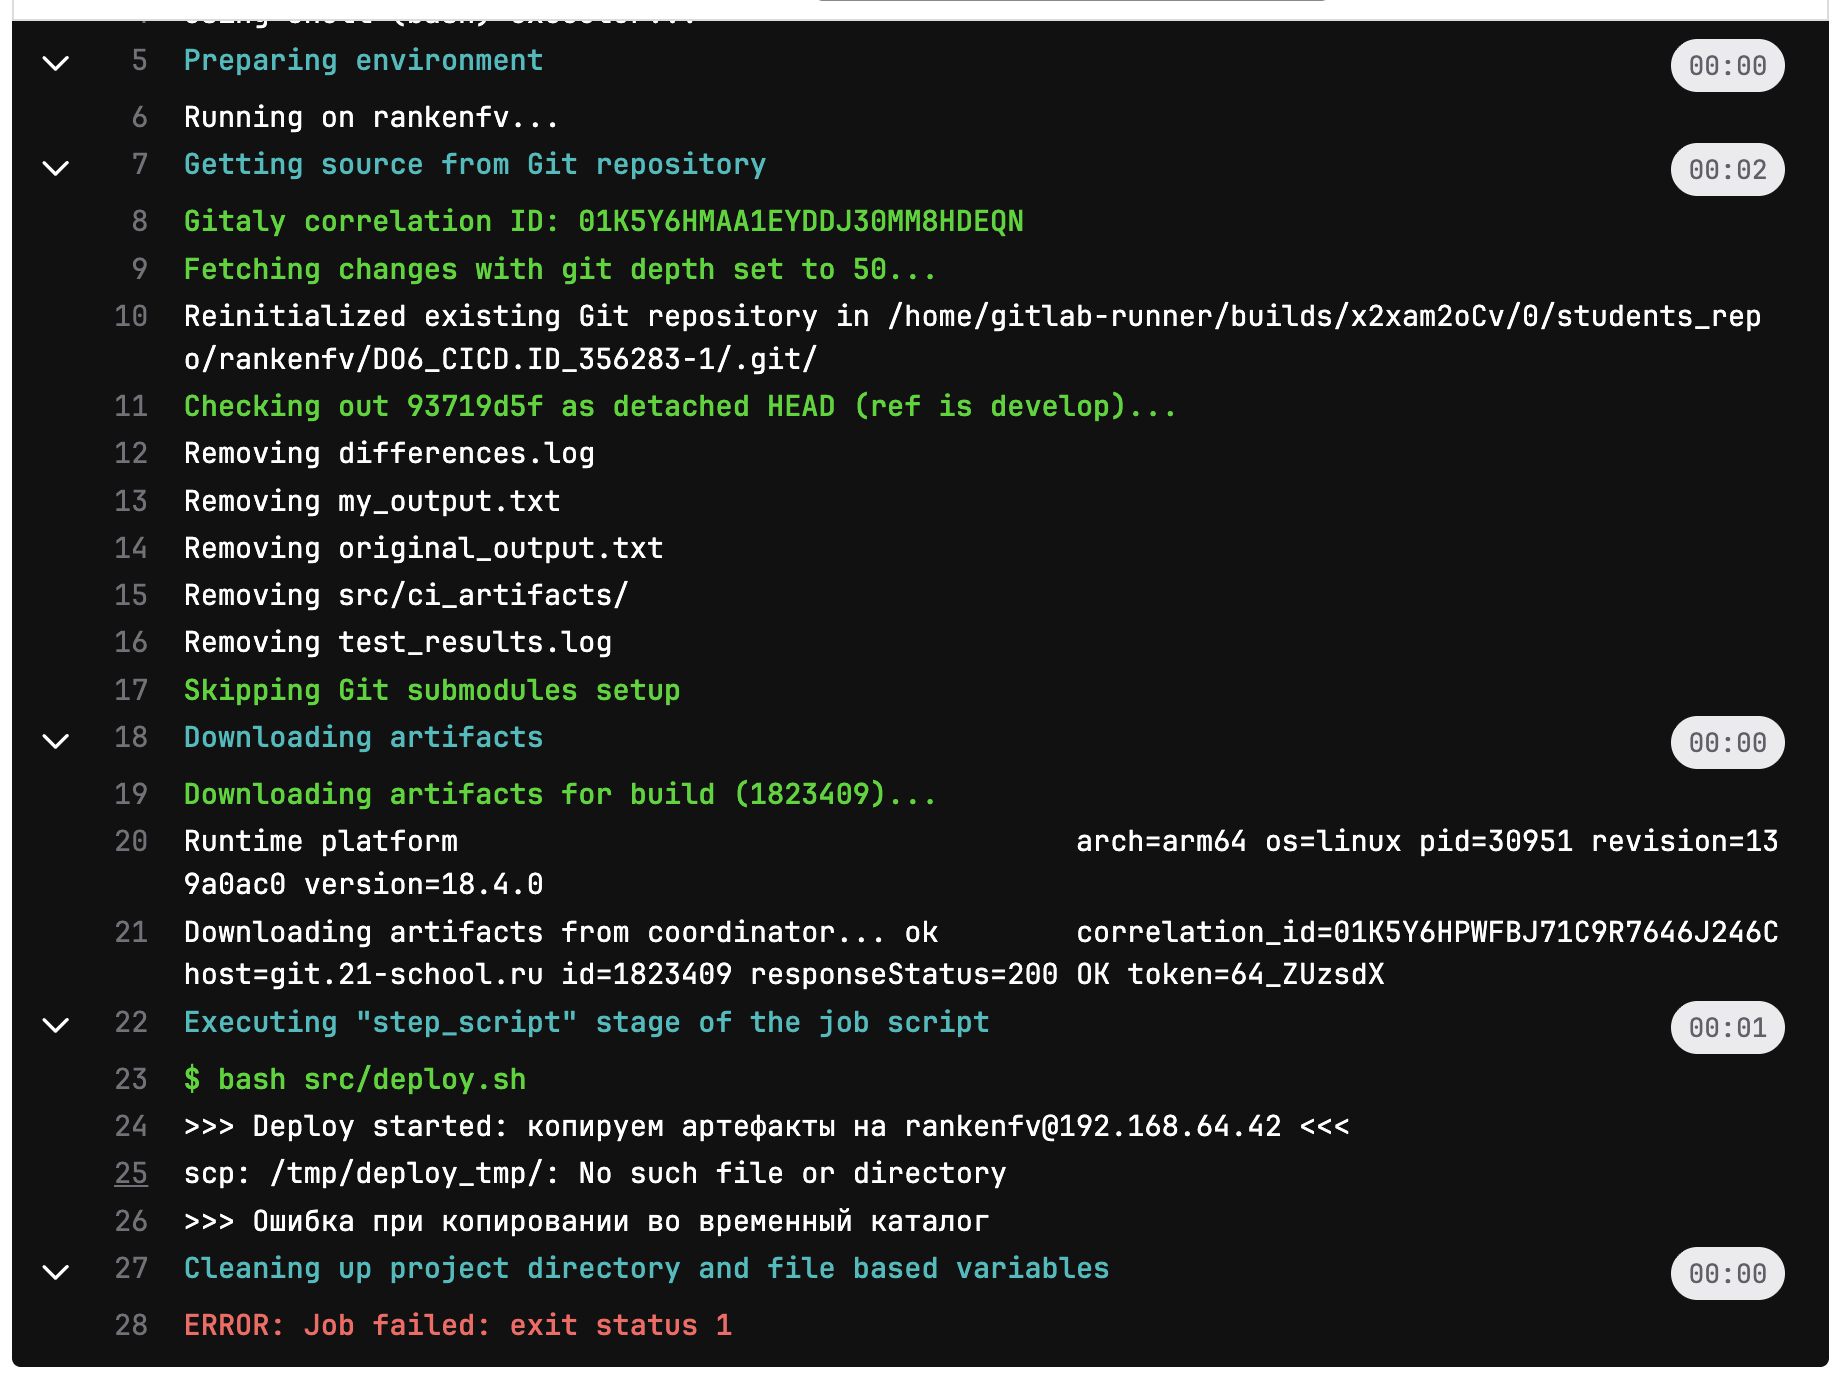 5 Preparing environment 00:00
6 Running on rankenfv...
7 Getting source from Git repository 00:02
8 Gitaly correlation ID: 01K5Y6HMAA1EYDDJ30MM8HDEQN
9 Fetching changes with git depth set to 50...
10 Reinitialized existing Git repository in /home/gitlab-runner/builds/x2xam2oCv/0/students_rep
o/rankenfv/DO6_CICD.ID_356283-1/.git/
11 Checking out 93719d5f as detached HEAD (ref is develop)...
12 Removing differences.log
13 Removing my_output.txt
14 Removing original_output.txt
15 Removing src/ci_artifacts/
16 Removing test_results.log
17 Skipping Git submodules setup
18 Downloading artifacts 00:00
19 Downloading artifacts for build (1823409)...
20 Runtime platform arch=arm64 os=linux pid=30951 revision=13
9a0ac0 version=18.4.0
21 Downloading artifacts from coordinator... ok correlation_id=01K5Y6HPWFBJ71C9R7646J246C
host=git.21-school.ru id=1823409 responseStatus=200 OK token=64_ZUzsdX
22 Executing "step_script" stage of the job script 00:01
23 $ bash src/deploy.sh
24 >>> Deploy started: копируем артефакты на rankenfv@192.168.64.42 <<<
25 scp: /tmp/deploy_tmp/: No such file or directory
26 >>> Ошибка при копировании во временный каталог
27 Cleaning up project directory and file based variables 00:00
28 ERROR: Job failed: exit status 1